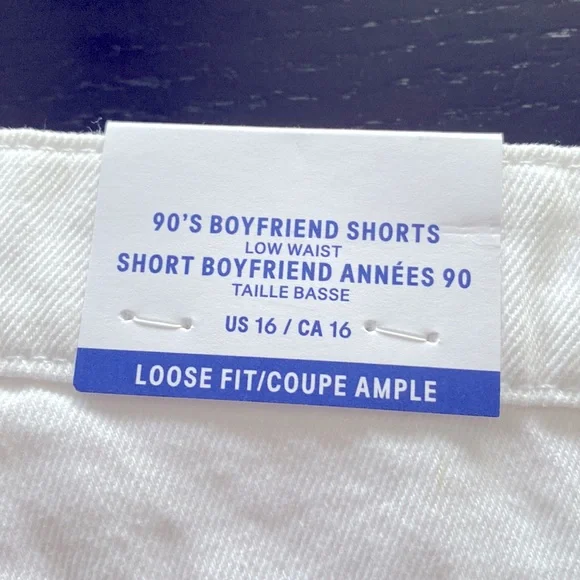 90'S BOYFRIEND SHORTS
LOW WAIST
SHORT BOYFRIEND ANNÉES 90
TAILLE BASSE
US 16 / CA 16
LOOSE FIT/COUPE AMPLE